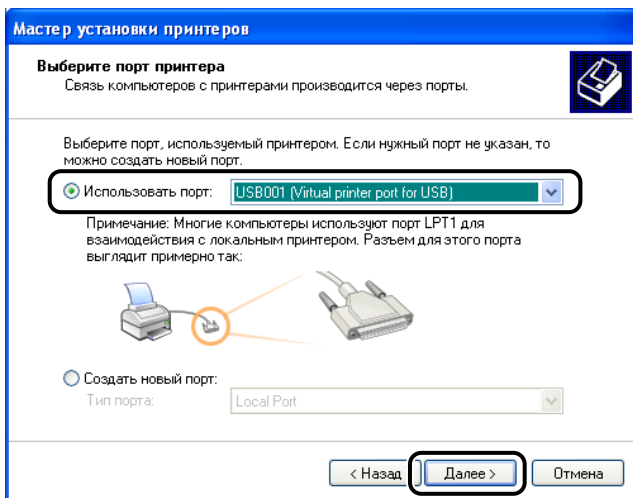 Мастер установки принтеров
Выберите порт принтера
Связь компьютеров с принтерами производится через порты.
Выберите порт, используемый принтером. Если нужный порт не указан, то
можно создать новый порт.
Использовать порт: USB001 (Virtual printer port for USB)
Примечание: Многие компьютеры используют порт LPT1 для
взаимодействия с локальным принтером. Разъем для этого порта
выглядит примерно так:
Создать новый порт:
Тип порта: Local Port
< Назад Далее > Отмена